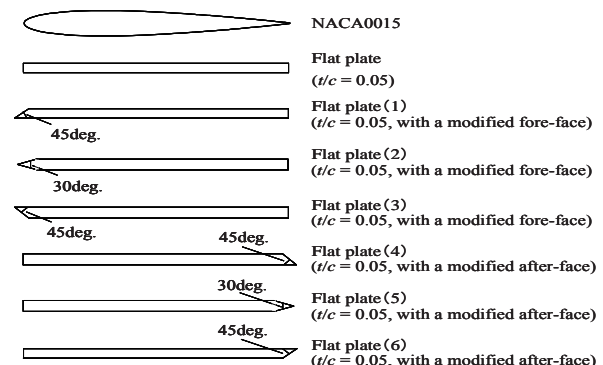 NACA0015
Flat plate
(t/c = 0.05)
Flat plate(1)
(t/c = 0.05, with a modified fore-face)
45deg.
Flat plate(2)
(t/c = 0.05, with a modified fore-face)
30deg.
Flat plate(3)
(t/c = 0.05, with a modified fore-face)
45deg.
45deg.
Flat plate(4)
(t/c = 0.05, with a modified after-face)
30deg.
Flat plate(5)
(t/c = 0.05, with a modified after-face)
45deg.
Flat plate(6)
(t/c = 0.05, with a modified after-face)